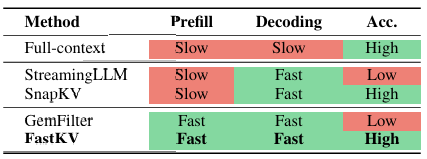 Method Prefill Decoding Acc.
Full-context Slow Slow High
StreamingLLM Slow Fast Low
SnapKV Slow Fast High
GemFilter Fast Fast Low
FastKV Fast Fast High